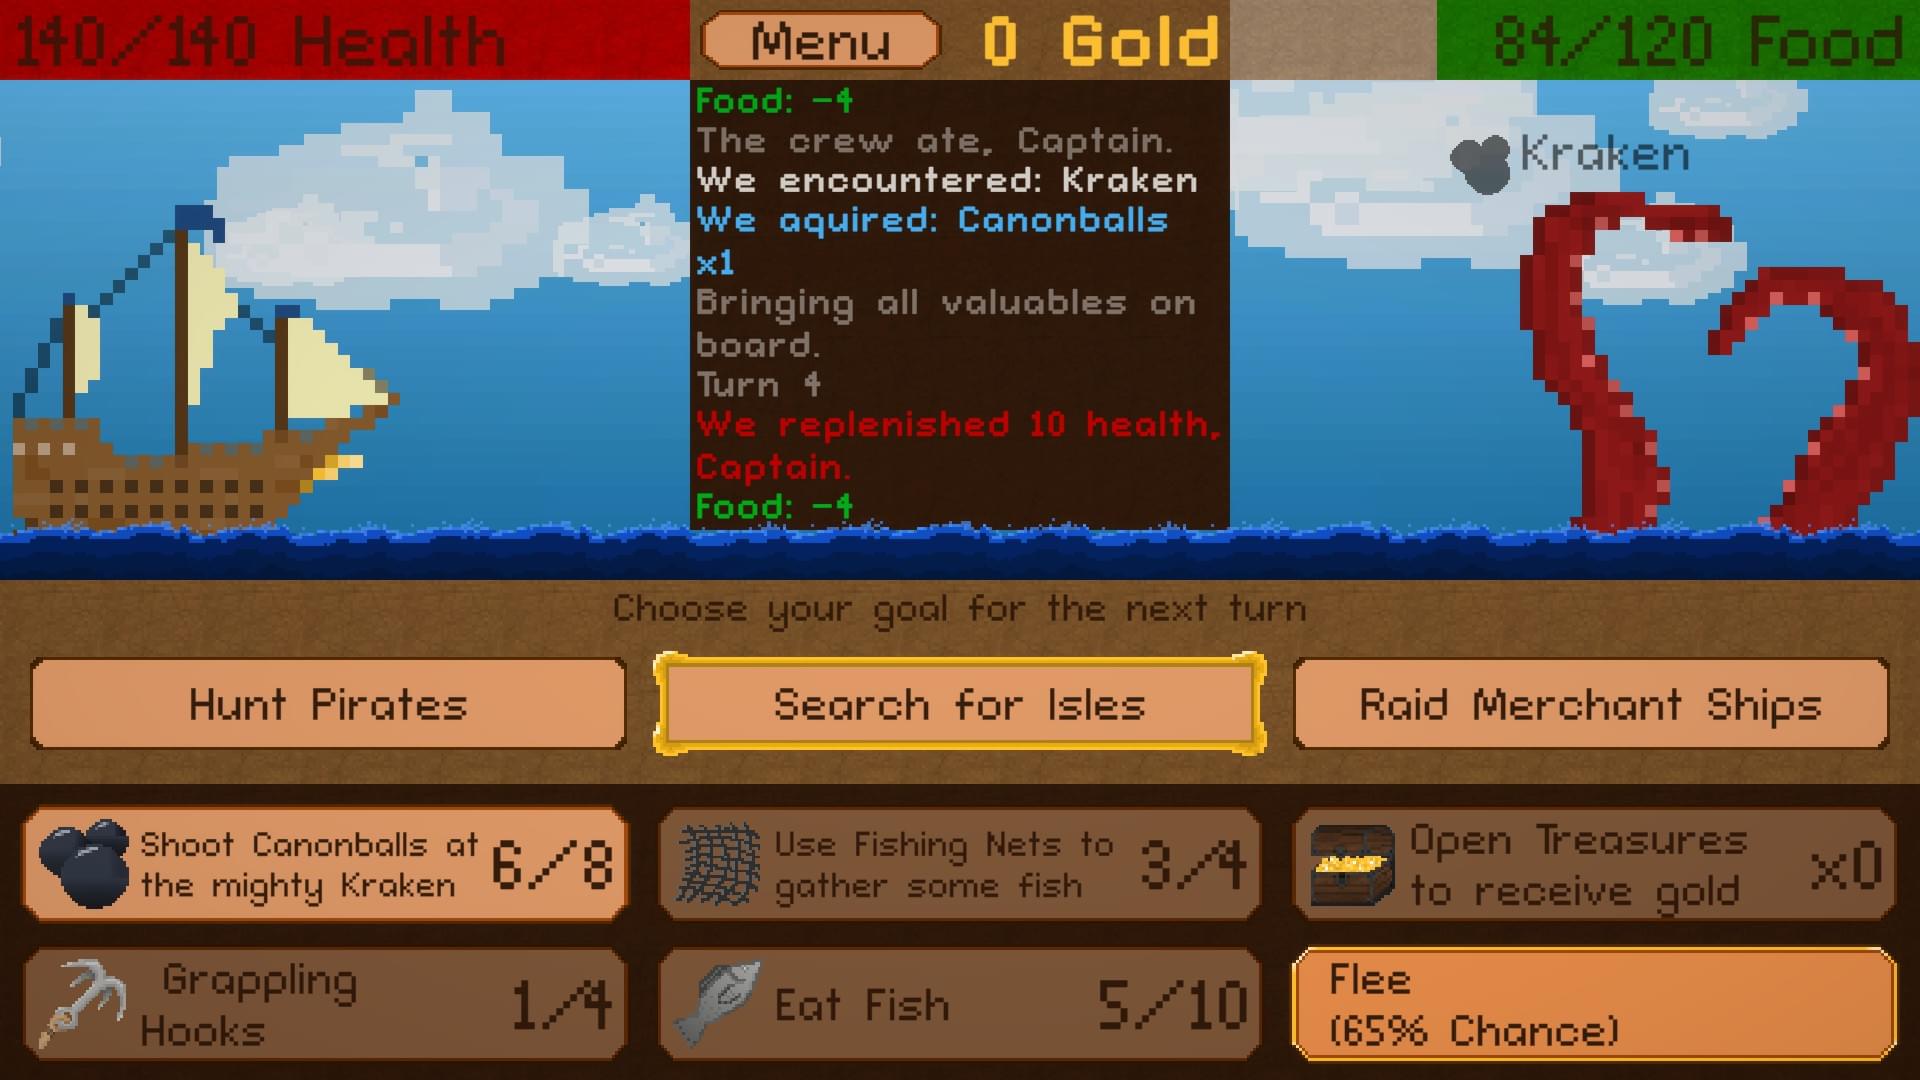 140/140 Health
Menu
0 Gold
84/120 Food
Food: -4
The crew ate, Captain.
We encountered: Kraken
We aquired: Canonballs
x1
Bringing all valuables on
board.
Turn 4
We replenished 10 health,
Captain.
Food: -4
Kraken
Choose your goal for the next turn
Hunt Pirates
Search for Isles
Raid Merchant Ships
Shoot Canonballs at
the mighty Kraken
6/8
Use Fishing Nets to
gather some fish
3/4
Open Treasures
to receive gold
x0
Grappling
Hooks
1/4
Eat Fish
5/10
Flee
(65% Chance)